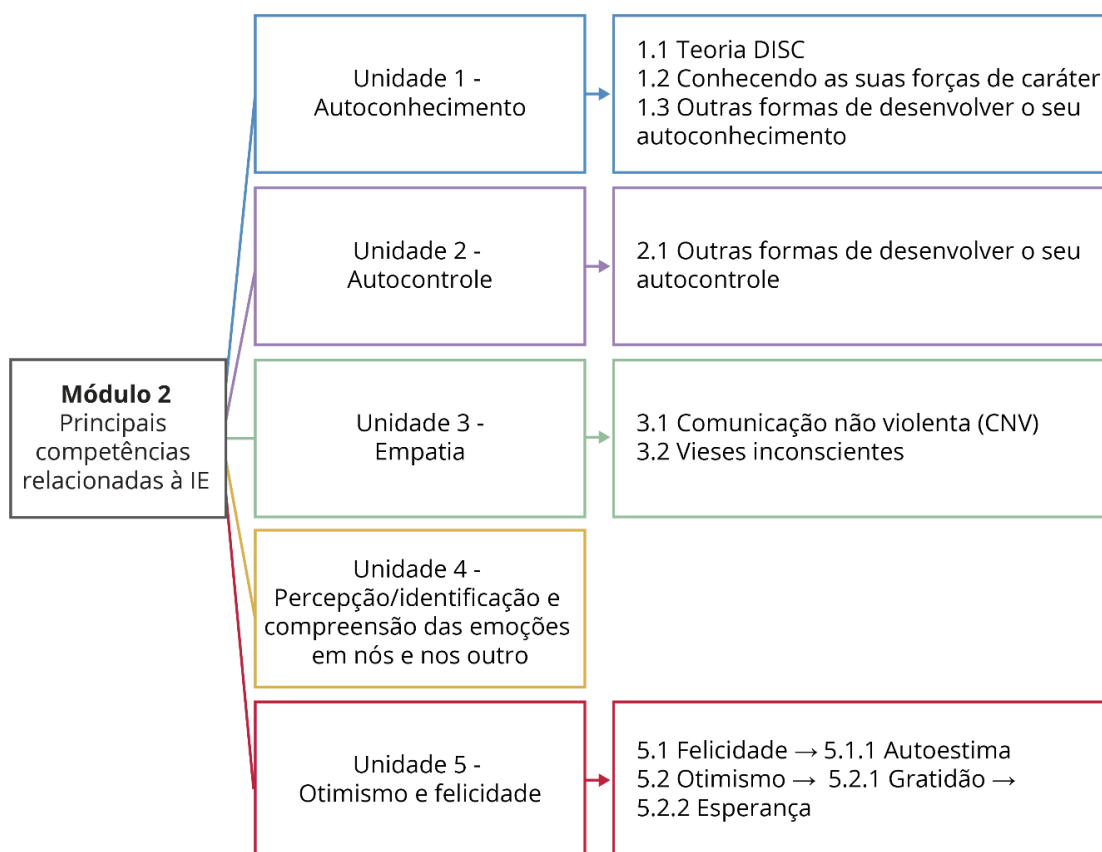 Módulo 2
Principais
competências
relacionadas à IE
Unidade 1 -
Autoconhecimento
1.1 Teoria DISC
1.2 Conhecendo as suas forças de caráter
1.3 Outras formas de desenvolver o seu
autoconhecimento
Unidade 2 -
Autocontrole
2.1 Outras formas de desenvolver o seu
autocontrole
Unidade 3 -
Empatia
3.1 Comunicação não violenta (CNV)
3.2 Vieses inconscientes
Unidade 4 -
Percepção/identificação e
compreensão das emoções
em nós e nos outro
Unidade 5 -
Otimismo e felicidade
5.1 Felicidade → 5.1.1 Autoestima
5.2 Otimismo → 5.2.1 Gratidão →
5.2.2 Esperança